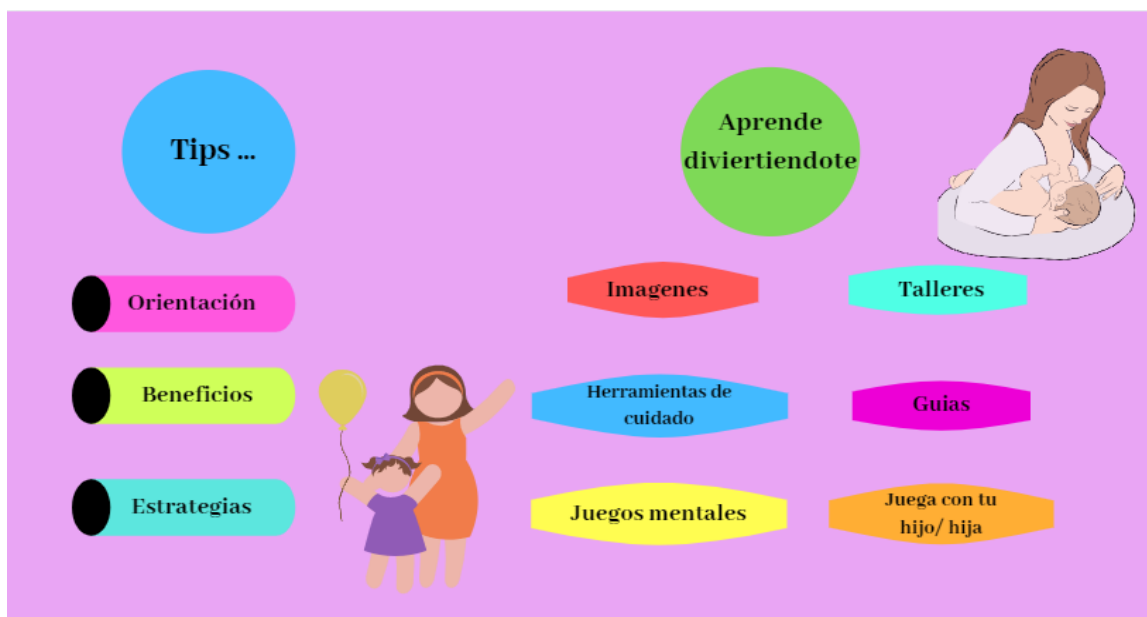 Tips ...
Orientación
Beneficios
Estrategias
Aprende
diviertiendote
Imagenes
Talleres
Herramientas de
cuidado
Guias
Juegos mentales
Juega con tu
hijo/ hija